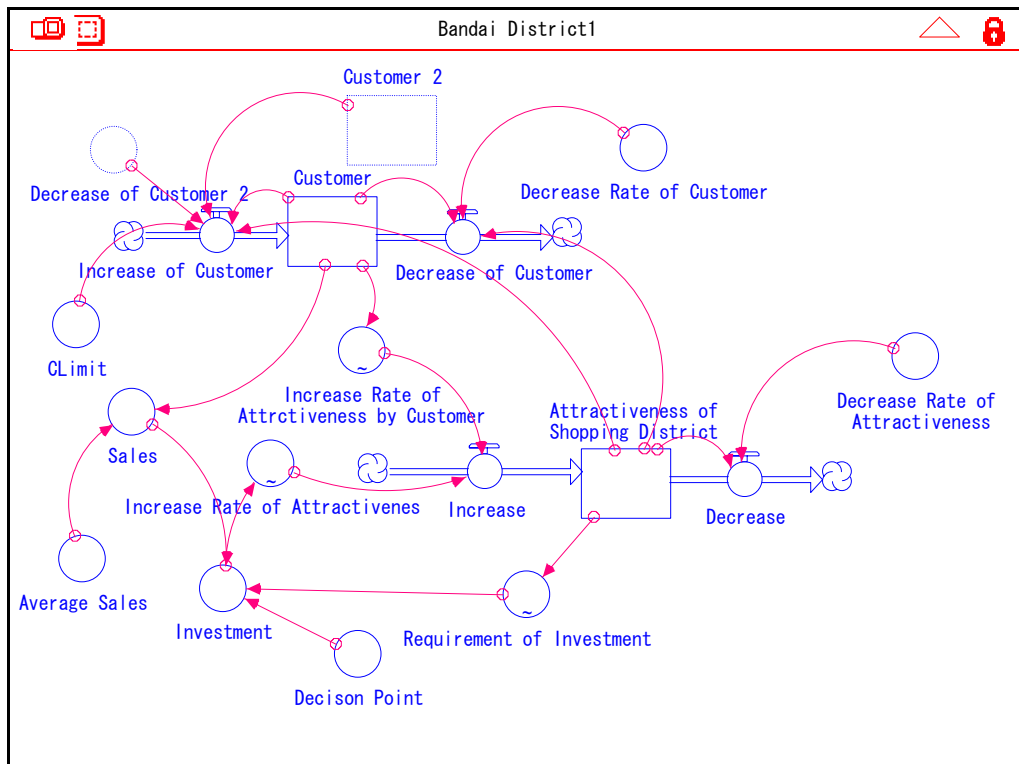 Bandai District1
Customer 2
Decrease of Customer 2
Customer
Decrease Rate of Customer
Increase of Customer
Decrease of Customer
CLimit
Increase Rate of
Attrctiveness by Customer
Attractiveness of
Shopping District
Decrease Rate of
Attractiveness
Sales
Increase Rate of Attractivenes
Increase
Decrease
Average Sales
Investment
Requirement of Investment
Decison Point
~
~
~